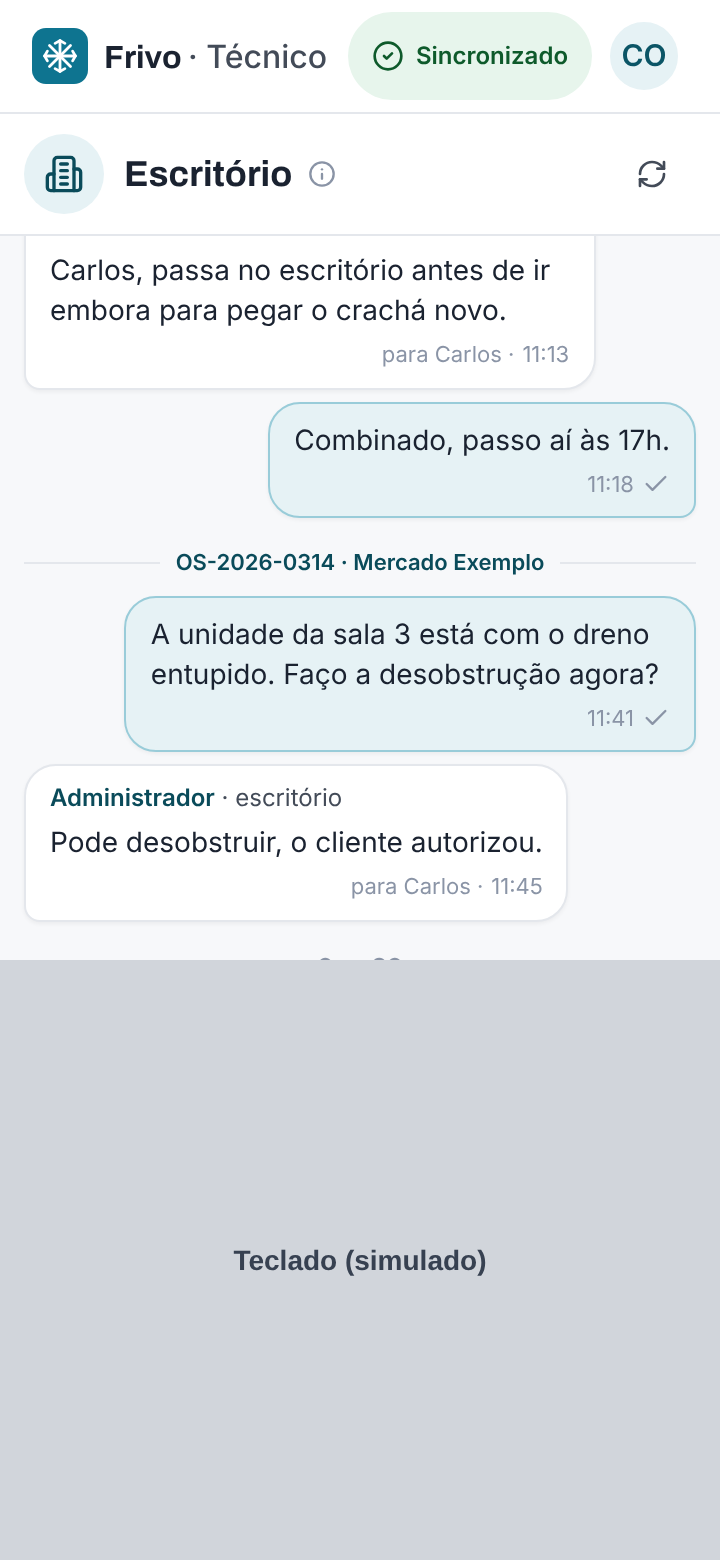 Frivo · Técnico
Sincronizado
CO
Escritório
Carlos, passa no escritório antes de ir
embora para pegar o crachá novo.
para Carlos · 11:13
Combinado, passo aí às 17h.
11:18
OS-2026-0314 · Mercado Exemplo
A unidade da sala 3 está com o dreno
entupido. Faço a desobstrução agora?
11:41
Administrador · escritório
Pode desobstruir, o cliente autorizou.
para Carlos · 11:45
Teclado (simulado)